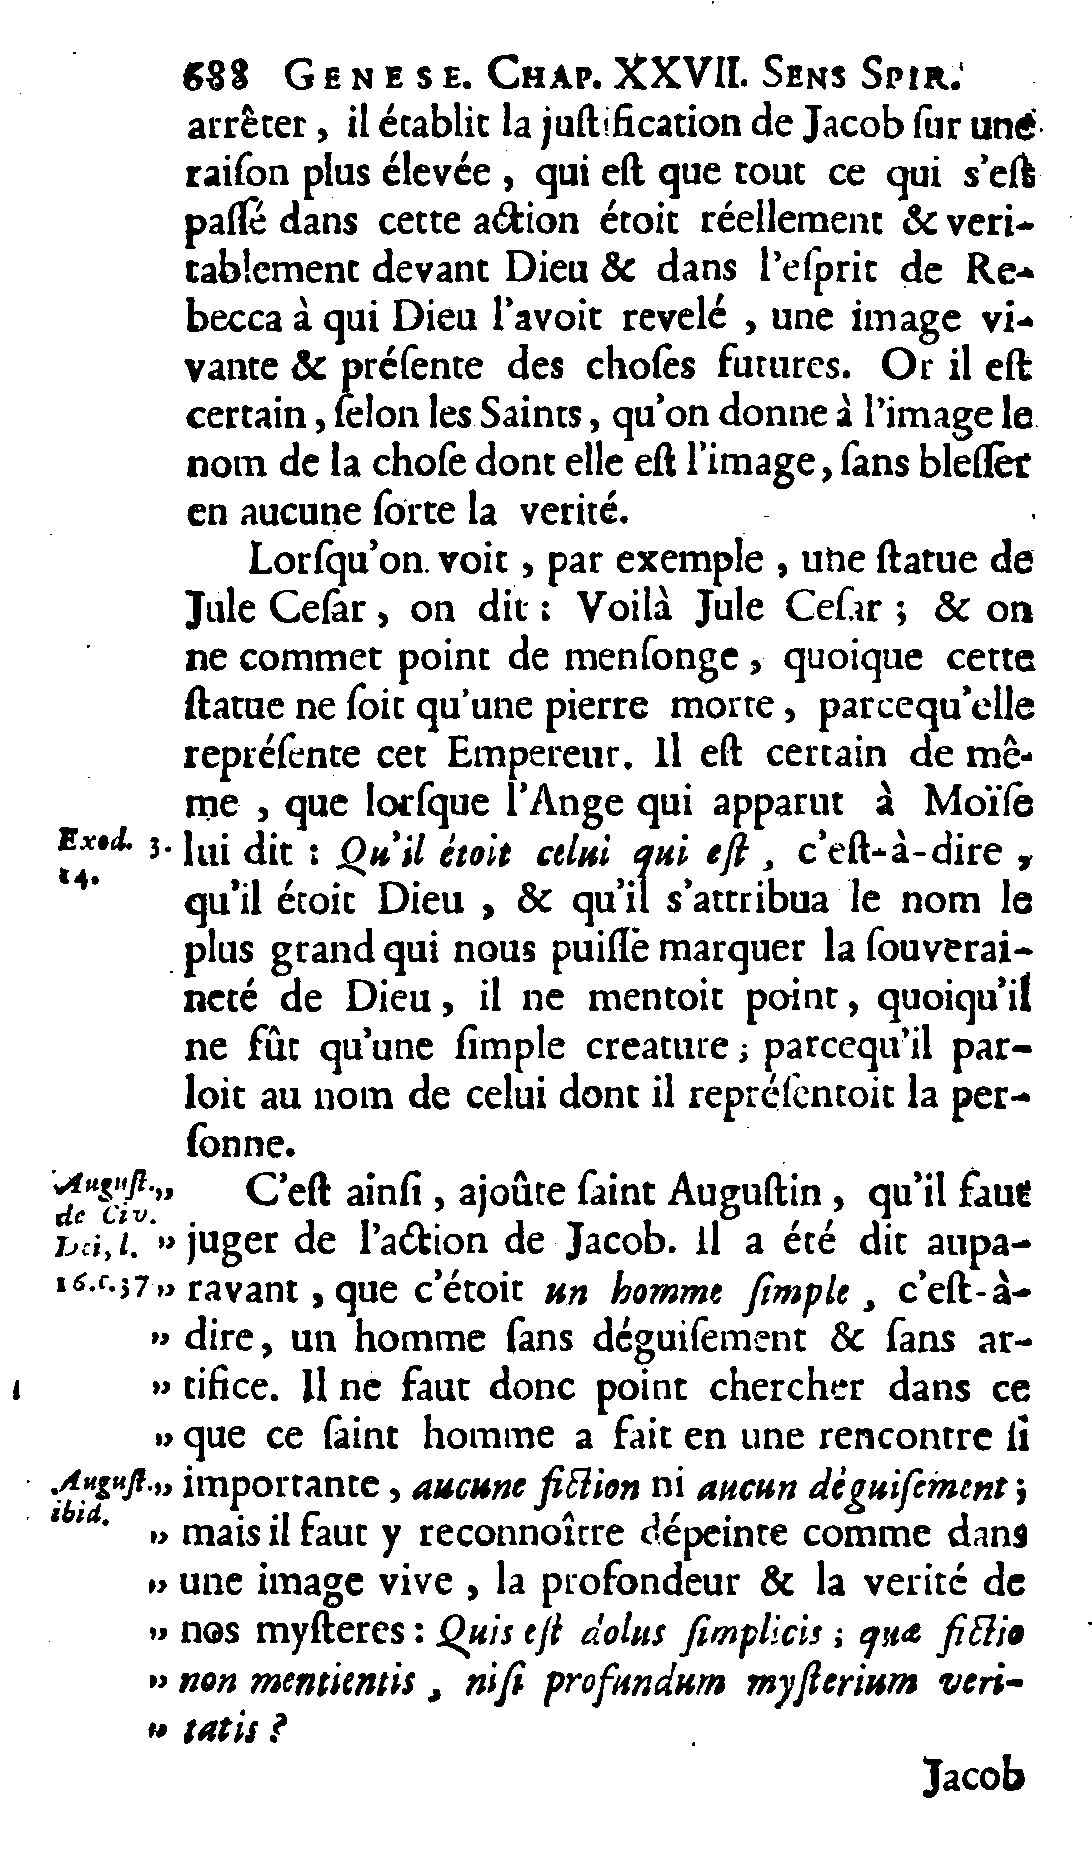 688 GENESE. CHAP. XXVII. SENS SPIR.
arrêter, il établit la juſtification de Jacob ſur une
raiſon plus élevée, qui eſt que tout ce qui s'eſt
paſſé dans cette action étoit réellement & veri-
tablement devant Dieu & dans l'eſprit de Re-
becca à qui Dieu l'avoit revelé, une image vi-
vante & préſente des choſes futures. Or il eſt
certain, ſelon les Saints, qu'on donne à l'image le
nom de la choſe dont elle eſt l'image, ſans bleſſer
en aucune ſorte la verité.
Lorſqu'on voit, par exemple, une ſtatue de
Jule Ceſar, on dit : Voilà Jule Ceſar ; & on
ne commet point de menſonge, quoique cette
ſtatue ne ſoit qu'une pierre morte, parcequ'elle
repréſente cet Empereur. Il eſt certain de mê-
me, que lorſque l'Ange qui apparut à Moïſe
Exod. 3. lui dit : Qu'il étoit celui qui eſt, c'eſt-à-dire,
14.
qu'il étoit Dieu, & qu'il s'attribua le nom le
plus grand qui nous puiſſe marquer la ſouverai-
neté de Dieu, il ne mentoit point, quoiqu'il
ne fût qu'une ſimple creature ; parcequ'il par-
loit au nom de celui dont il repréſentoit la per-
ſonne.
Auguſt. „ C'eſt ainſi, ajoûte ſaint Auguſtin, qu'il faut
de Civ.
Dei, l. „ juger de l'action de Jacob. Il a été dit aupa-
16. c. 37 „ ravant, que c'étoit un homme ſimple, c'eſt-à-
„ dire, un homme ſans déguiſement & ſans ar-
„ tifice. Il ne faut donc point chercher dans ce
„ que ce ſaint homme a fait en une rencontre ſi
Auguſt. „ importante, aucune fiction ni aucun déguiſement ;
ibid.
„ mais il faut y reconnoître dépeinte comme dans
„ une image vive, la profondeur & la verité de
„ nos myſteres : Quis eſt dolus ſimplicis ; quæ fictio
„ non mentientis, niſi profundum myſterium veri-
„ tatis ?
Jacob